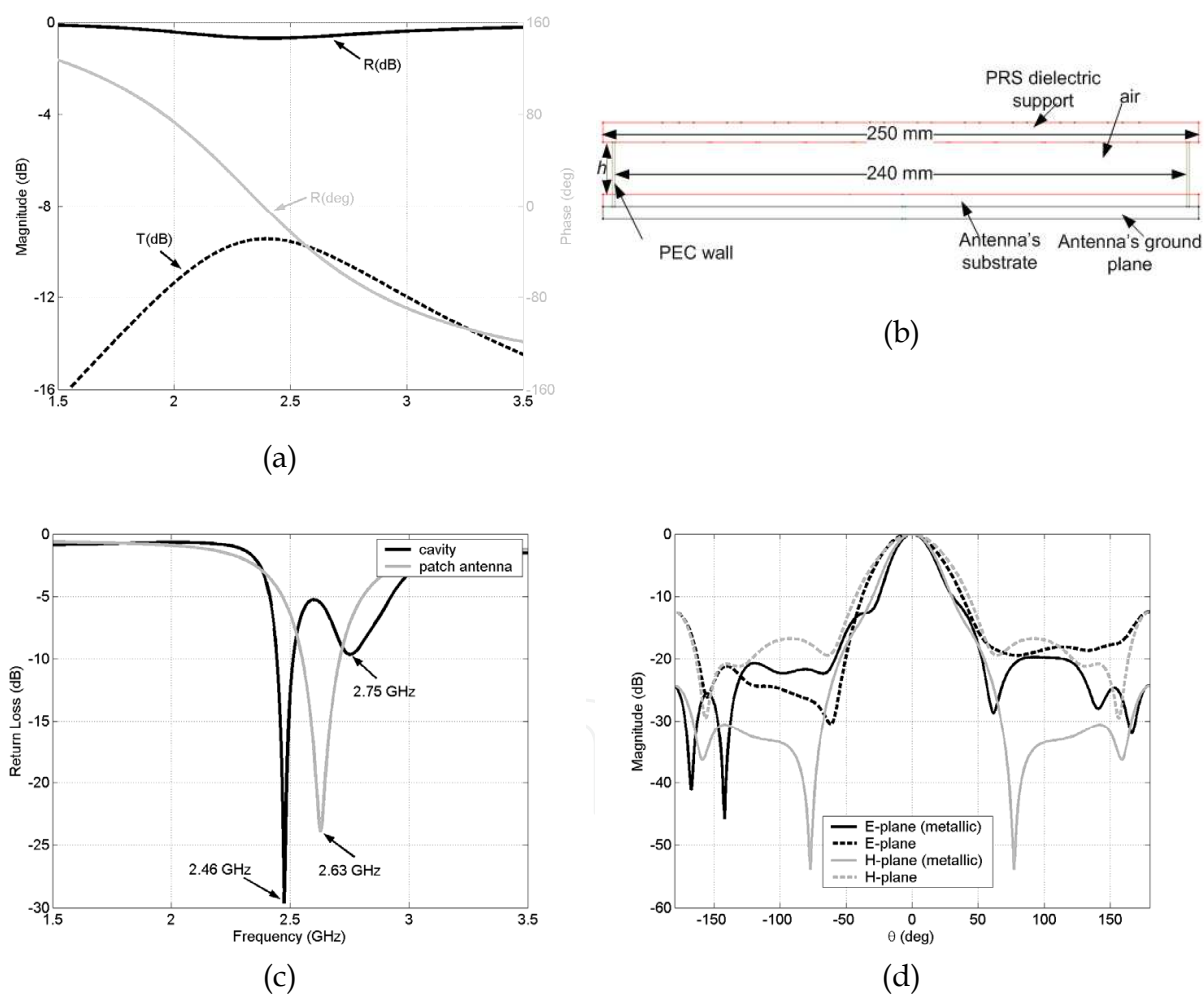 0
-4
-8
-12
-16
Magnitude (dB)
R(dB)
R(deg)
T(dB)
160
80
0
-80
-160
Phase (deg)
1.5
2
2.5
3
3.5
(a)
PRS dielectric
support
air
250 mm
h
240 mm
PEC wall
Antenna's
substrate
Antenna's ground
plane
(b)
0
-5
-10
-15
-20
-25
-30
Return Loss (dB)
cavity
patch antenna
2.75 GHz
2.46 GHz
2.63 GHz
1.5
2
2.5
3
3.5
Frequency (GHz)
(c)
0
-10
-20
-30
-40
-50
-60
Magnitude (dB)
E-plane (metallic)
E-plane
H-plane (metallic)
H-plane
-150
-100
-50
0
50
100
150
θ (deg)
(d)